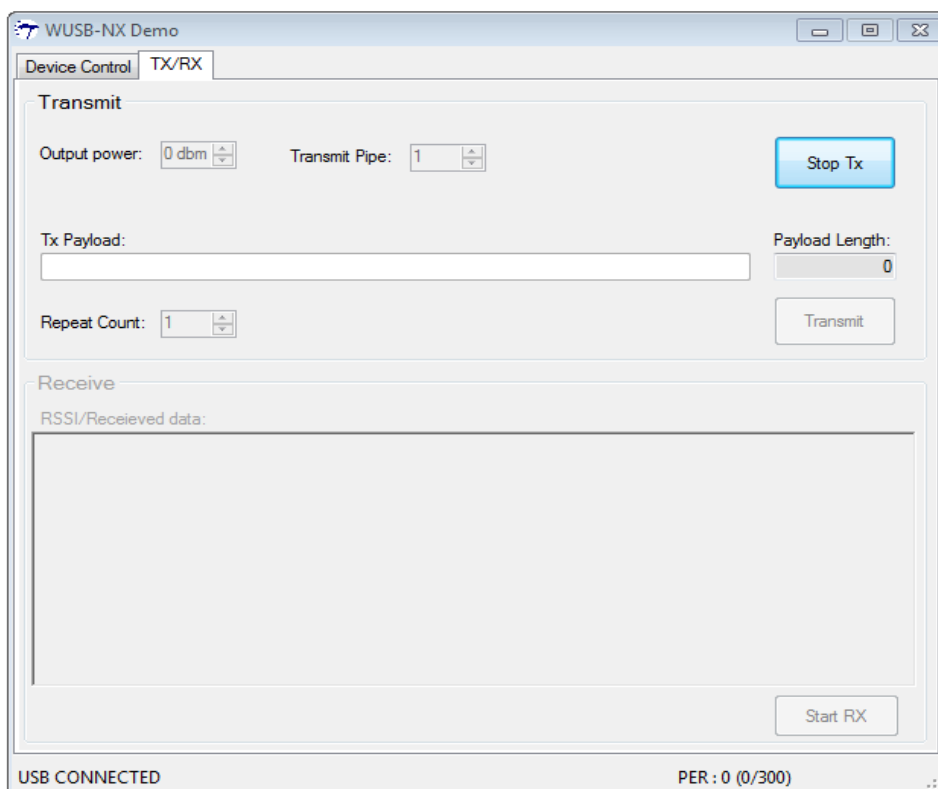 WUSB-NX Demo
Device Control TX/RX
Transmit
Output power: 0 dbm Transmit Pipe: 1 Stop Tx
Tx Payload: Payload Length:
0
Repeat Count: 1 Transmit
Receive
RSSI/Receieved data:
Start RX
USB CONNECTED PER : 0 (0/300)